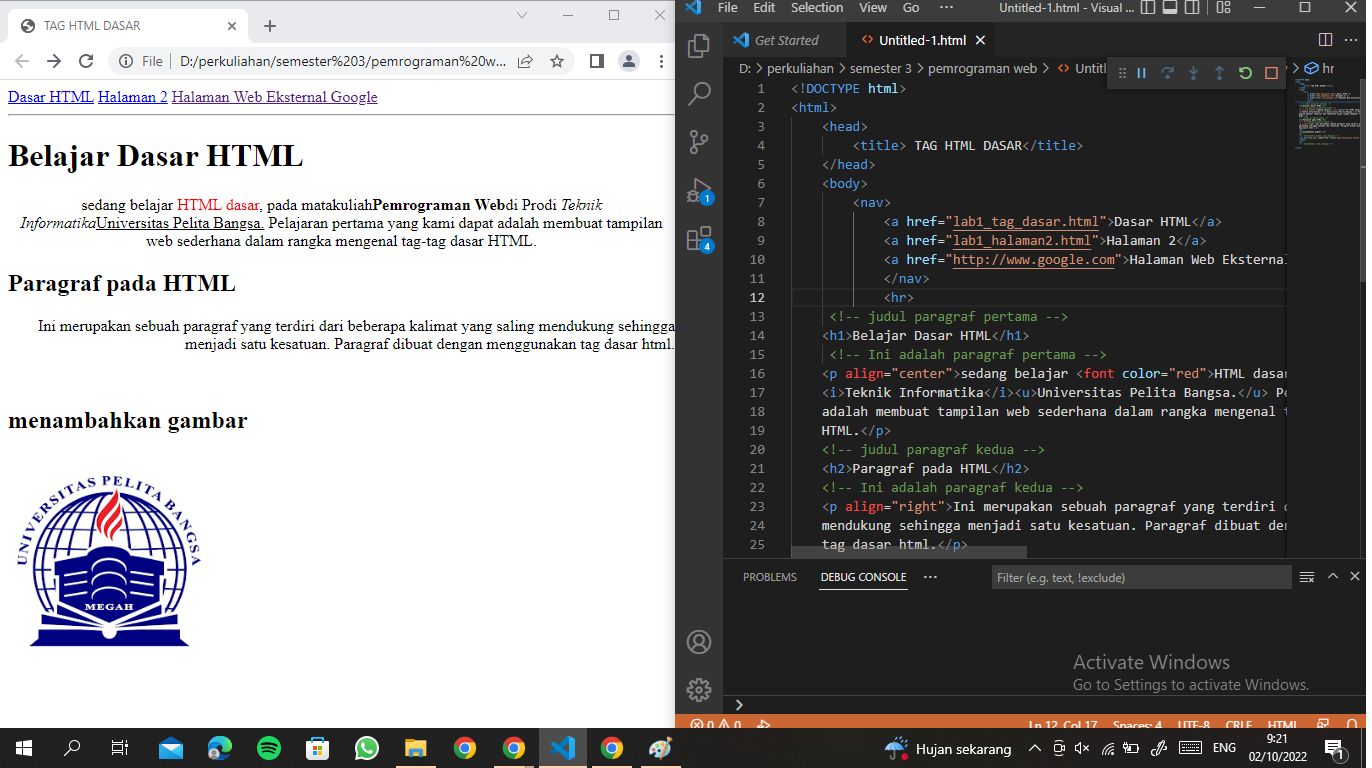 TAG HTML DASAR
File
D:/perkuliahan/semester%203/pemrograman%20w...
Dasar HTML Halaman 2 Halaman Web Eksternal Google
Belajar Dasar HTML
sedang belajar HTML dasar, pada matakuliahPemrograman Webdi Prodi Teknik
InformatikaUniversitas Pelita Bangsa. Pelajaran pertama yang kami dapat adalah membuat tampilan
web sederhana dalam rangka mengenal tag-tag dasar HTML.
Paragraf pada HTML
Ini merupakan sebuah paragraf yang terdiri dari beberapa kalimat yang saling mendukung sehingga
menjadi satu kesatuan. Paragraf dibuat dengan menggunakan tag dasar html.
menambahkan gambar
UNIVERSITAS PELITA BANGSA
MEGAH
File Edit Selection View Go ··· Untitled-1.html - Visual ...
Get Started
Untitled-1.html
D: > perkuliahan > semester 3 > pemrograman web > <> Untitl
hr
1 <!DOCTYPE html>
2 <html>
3 <head>
4 <title> TAG HTML DASAR</title>
5 </head>
6 <body>
7 <nav>
8 <a href="lab1_tag_dasar.html">Dasar HTML</a>
9 <a href="lab1_halaman2.html">Halaman 2</a>
10 <a href="http://www.google.com">Halaman Web Eksternal
11 </nav>
12 <hr>
13 <!-- judul paragraf pertama -->
14 <h1>Belajar Dasar HTML</h1>
15 <!-- Ini adalah paragraf pertama -->
16 <p align="center">sedang belajar <font color="red">HTML dasar
17 <i>Teknik Informatika</i><u>Universitas Pelita Bangsa.</u> Pe
18 adalah membuat tampilan web sederhana dalam rangka mengenal t
19 HTML.</p>
20 <!-- judul paragraf kedua -->
21 <h2>Paragraf pada HTML</h2>
22 <!-- Ini adalah paragraf kedua -->
23 <p align="right">Ini merupakan sebuah paragraf yang terdiri d
24 mendukung sehingga menjadi satu kesatuan. Paragraf dibuat den
25 tag dasar html.</p>
1
4
PROBLEMS DEBUG CONSOLE ···
Filter (e.g. text, !exclude)
Activate Windows
Go to Settings to activate Windows.
0 0
Ln 12, Col 17 Spaces: 4 UTF-8 CRLF HTML
Hujan sekarang
ENG
9:21
02/10/2022
1